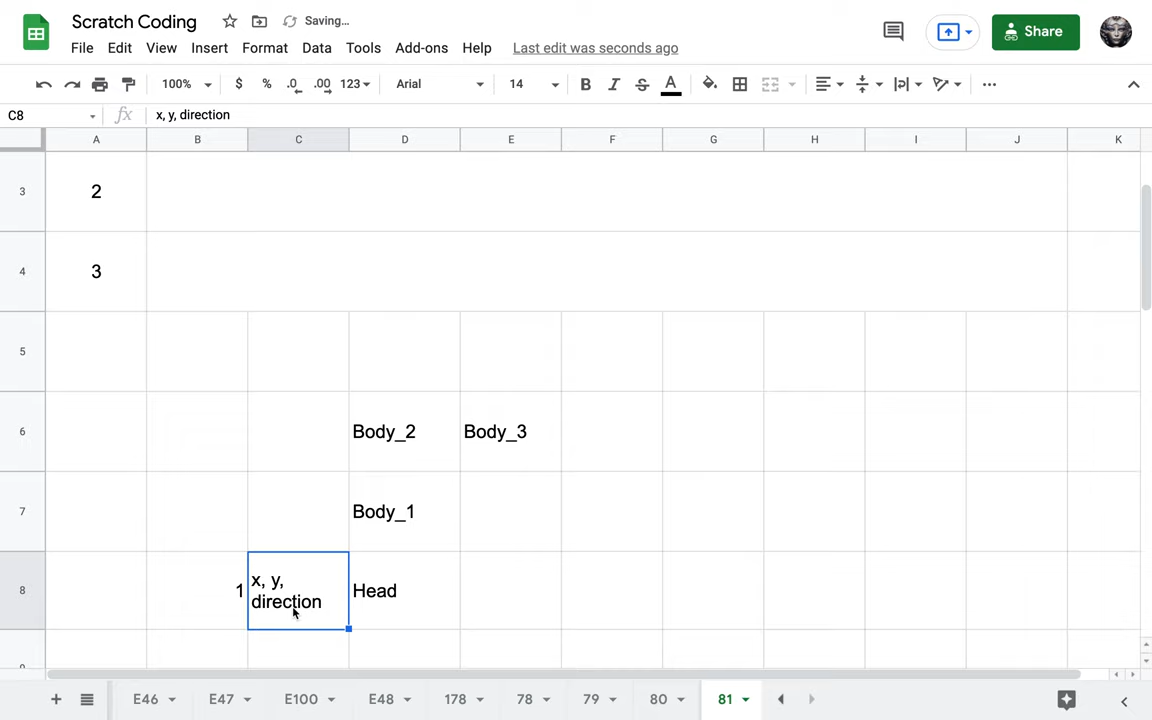 Scratch Coding Saving...
File Edit View Insert Format Data Tools Add-ons Help Last edit was seconds ago
Share
100% $ % .0 .00 123 Arial 14 B I S A
C8 fx x, y, direction
A B C D E F G H I J K
3 2
4 3
5
6 Body_2 Body_3
7 Body_1
8 1 x, y,
direction Head
9
E46 E47 E100 E48 178 78 79 80 81